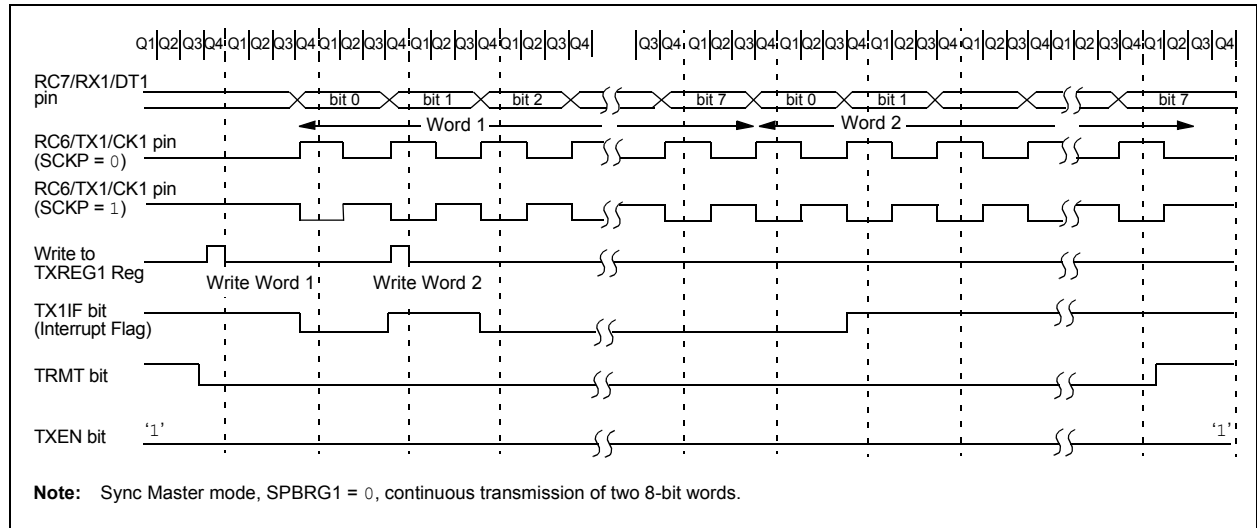 Q1 Q2 Q3 Q4 Q1 Q2 Q3 Q4 Q1 Q2 Q3 Q4 Q1 Q2 Q3 Q4 Q1 Q2 Q3 Q4 Q3 Q4 Q1 Q2 Q3 Q4 Q1 Q2 Q3 Q4 Q1 Q2 Q3 Q4 Q1 Q2 Q3 Q4 Q1 Q2 Q3 Q4 Q1 Q2 Q3 Q4
RC7/RX1/DT1
pin
bit 0 bit 1 bit 2 bit 7 bit 0 bit 1 bit 7
Word 1 Word 2
RC6/TX1/CK1 pin
(SCKP = 0)
RC6/TX1/CK1 pin
(SCKP = 1)
Write to
TXREG1 Reg
Write Word 1 Write Word 2
TX1IF bit
(Interrupt Flag)
TRMT bit
TXEN bit
‘1’ ‘1’
Note: Sync Master mode, SPBRG1 = 0, continuous transmission of two 8-bit words.